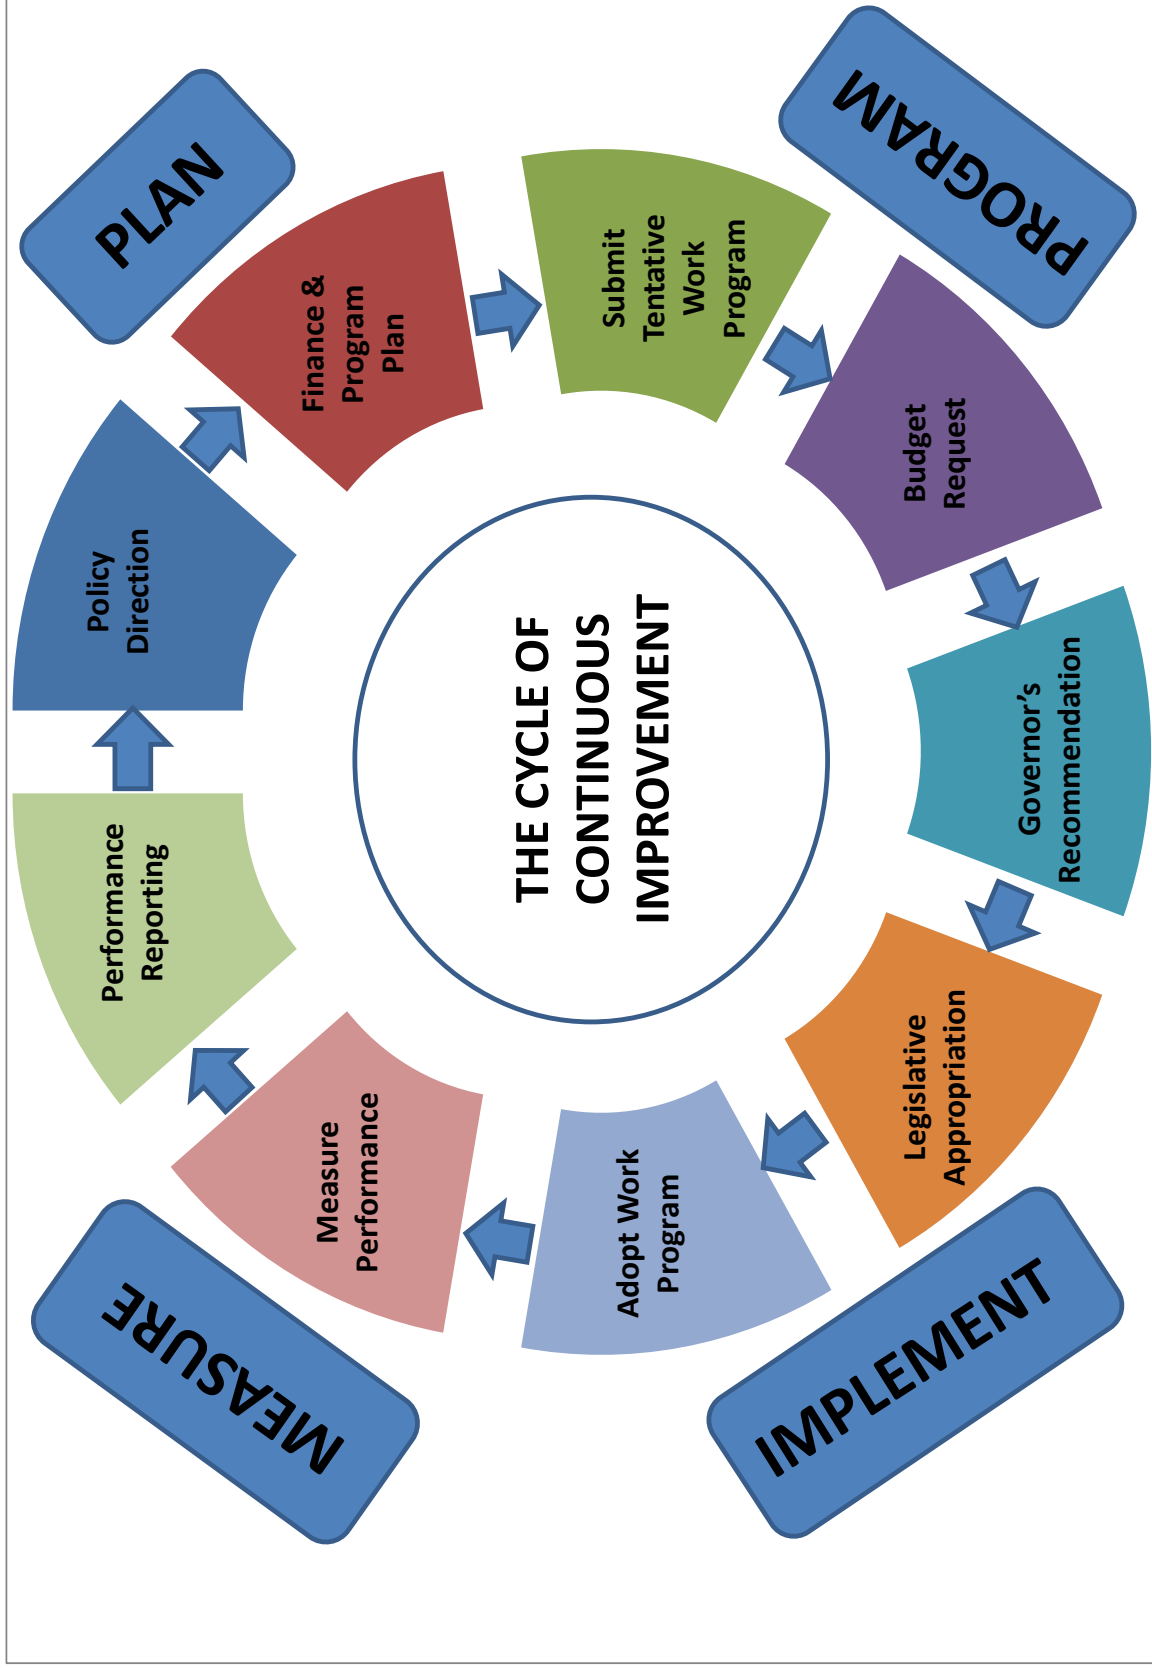 THE CYCLE OF
CONTINUOUS
IMPROVEMENT
PLAN
Policy
Direction
Finance &
Program
Plan
PROGRAM
Submit
Tentative
Work
Program
Budget
Request
Governor’s
Recommendation
IMPLEMENT
Legislative
Appropriation
Adopt Work
Program
MEASURE
Measure
Performance
Performance
Reporting